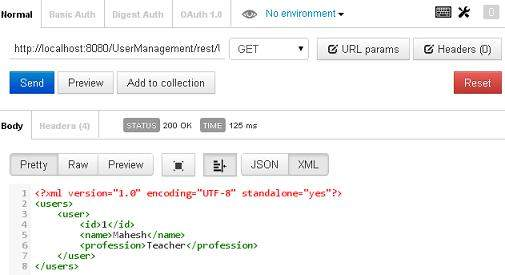 Normal Basic Auth Digest Auth OAuth 1.0 No environment 0
http://localhost:8080/UserManagement/rest/ GET URL params Headers (0)
Send Preview Add to collection Reset
Body Headers (4) STATUS 200 OK TIME 125 ms
Pretty Raw Preview JSON XML
1 <?xml version="1.0" encoding="UTF-8" standalone="yes"?>
2 <users>
3 <user>
4 <id>1</id>
5 <name>Mahesh</name>
6 <profession>Teacher</profession>
7 </user>
8 </users>